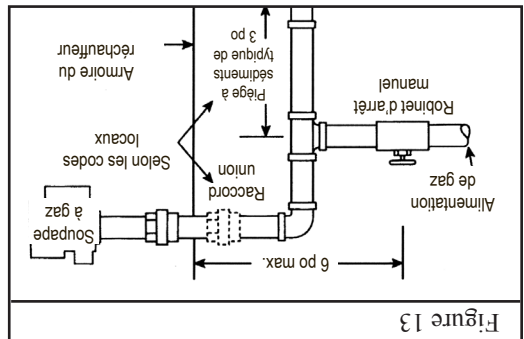 Figure 13
6 po max.
Alimentation
de gaz
Robinet d'arrêt
manuel
Raccord
union
Soupape
à gaz
Selon les codes
locaux
Piège à
sédiments
typique de
3 po
Armoire du
réchauffeur